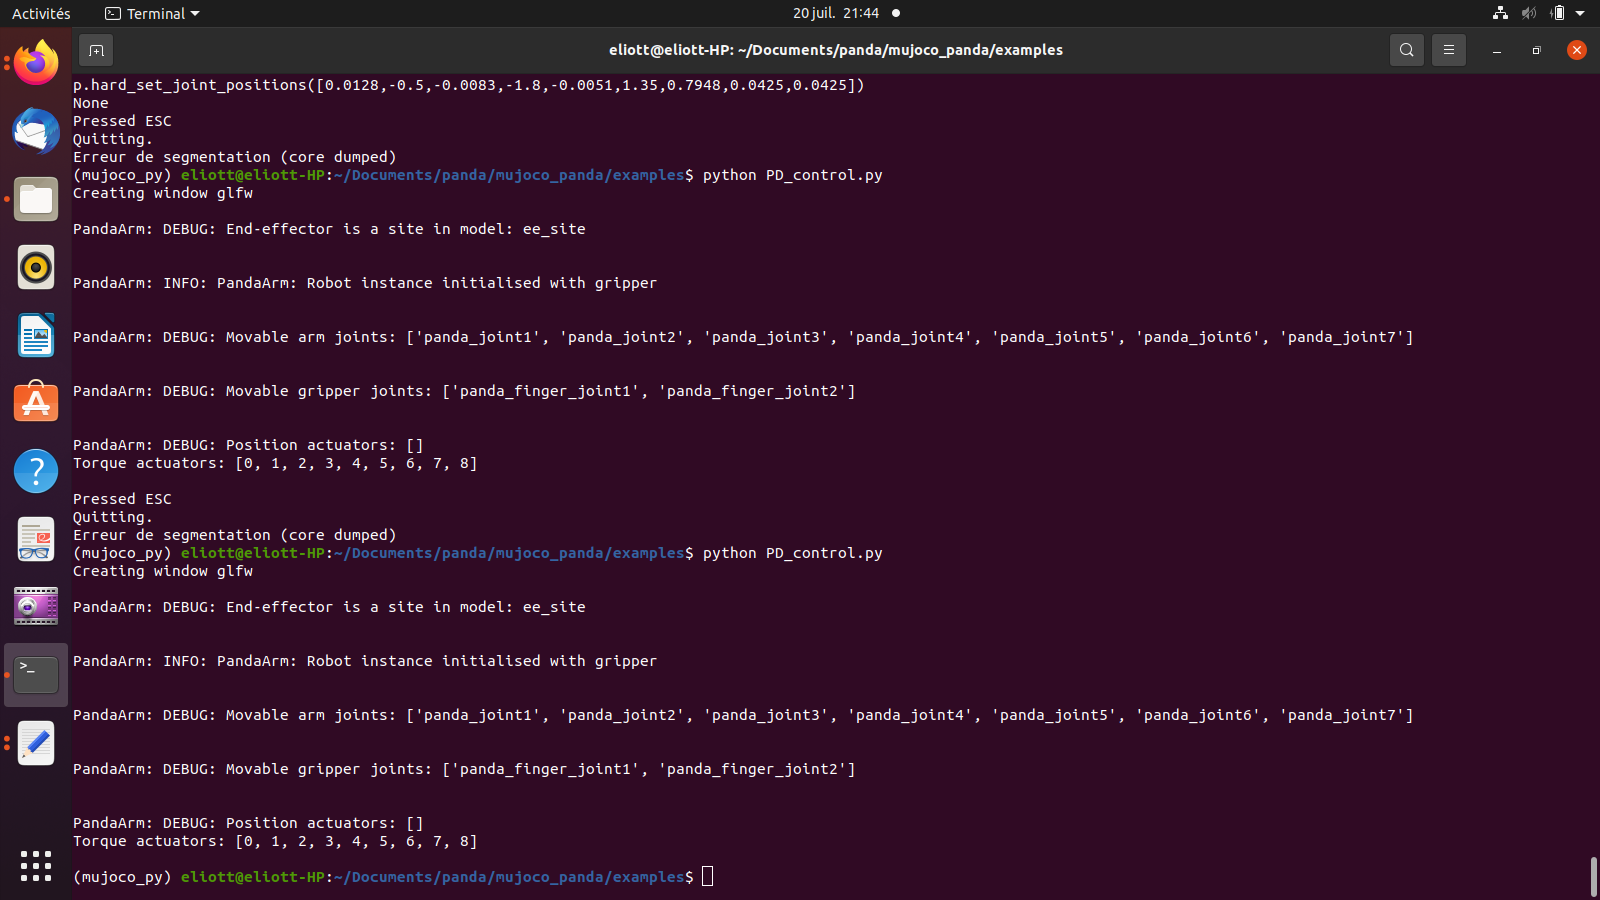 Activités
Terminal
20 juil. 21:44
eliott@eliott-HP: ~/Documents/panda/mujoco_panda/examples
p.hard_set_joint_positions([0.0128,-0.5,-0.0083,-1.8,-0.0051,1.35,0.7948,0.0425,0.0425])
None
Pressed ESC
Quitting.
Erreur de segmentation (core dumped)
(mujoco_py) eliott@eliott-HP:~/Documents/panda/mujoco_panda/examples$ python PD_control.py
Creating window glfw
PandaArm: DEBUG: End-effector is a site in model: ee_site
PandaArm: INFO: PandaArm: Robot instance initialised with gripper
PandaArm: DEBUG: Movable arm joints: ['panda_joint1', 'panda_joint2', 'panda_joint3', 'panda_joint4', 'panda_joint5', 'panda_joint6', 'panda_joint7']
PandaArm: DEBUG: Movable gripper joints: ['panda_finger_joint1', 'panda_finger_joint2']
PandaArm: DEBUG: Position actuators: []
Torque actuators: [0, 1, 2, 3, 4, 5, 6, 7, 8]
Pressed ESC
Quitting.
Erreur de segmentation (core dumped)
(mujoco_py) eliott@eliott-HP:~/Documents/panda/mujoco_panda/examples$ python PD_control.py
Creating window glfw
PandaArm: DEBUG: End-effector is a site in model: ee_site
PandaArm: INFO: PandaArm: Robot instance initialised with gripper
PandaArm: DEBUG: Movable arm joints: ['panda_joint1', 'panda_joint2', 'panda_joint3', 'panda_joint4', 'panda_joint5', 'panda_joint6', 'panda_joint7']
PandaArm: DEBUG: Movable gripper joints: ['panda_finger_joint1', 'panda_finger_joint2']
PandaArm: DEBUG: Position actuators: []
Torque actuators: [0, 1, 2, 3, 4, 5, 6, 7, 8]
(mujoco_py) eliott@eliott-HP:~/Documents/panda/mujoco_panda/examples$